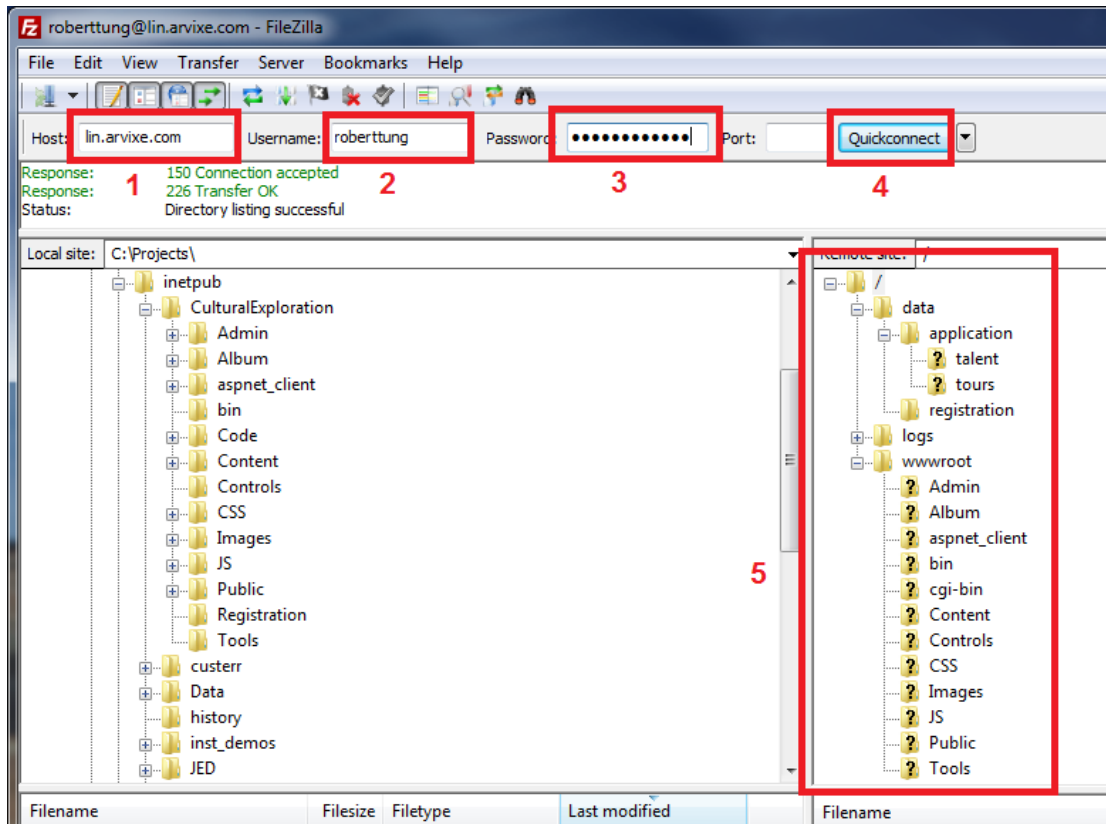 roberttung@lin.arvixe.com - FileZilla
File Edit View Transfer Server Bookmarks Help
Host: lin.arvixe.com Username: roberttung Password: •••••••••••• Port: Quickconnect
Response: 150 Connection accepted
Response: 226 Transfer OK
Status: Directory listing successful
1 2 3 4
Local site: C:\Projects\
inetpub
CulturalExploration
Admin
Album
aspnet_client
bin
Code
Content
Controls
CSS
Images
JS
Public
Registration
Tools
custerr
Data
history
inst_demos
JED
Filename Filesize Filetype Last modified
5
Remote site: /
/
data
application
? talent
? tours
registration
logs
wwwroot
? Admin
? Album
? aspnet_client
? bin
? cgi-bin
? Content
? Controls
? CSS
? Images
? JS
? Public
? Tools
Filename